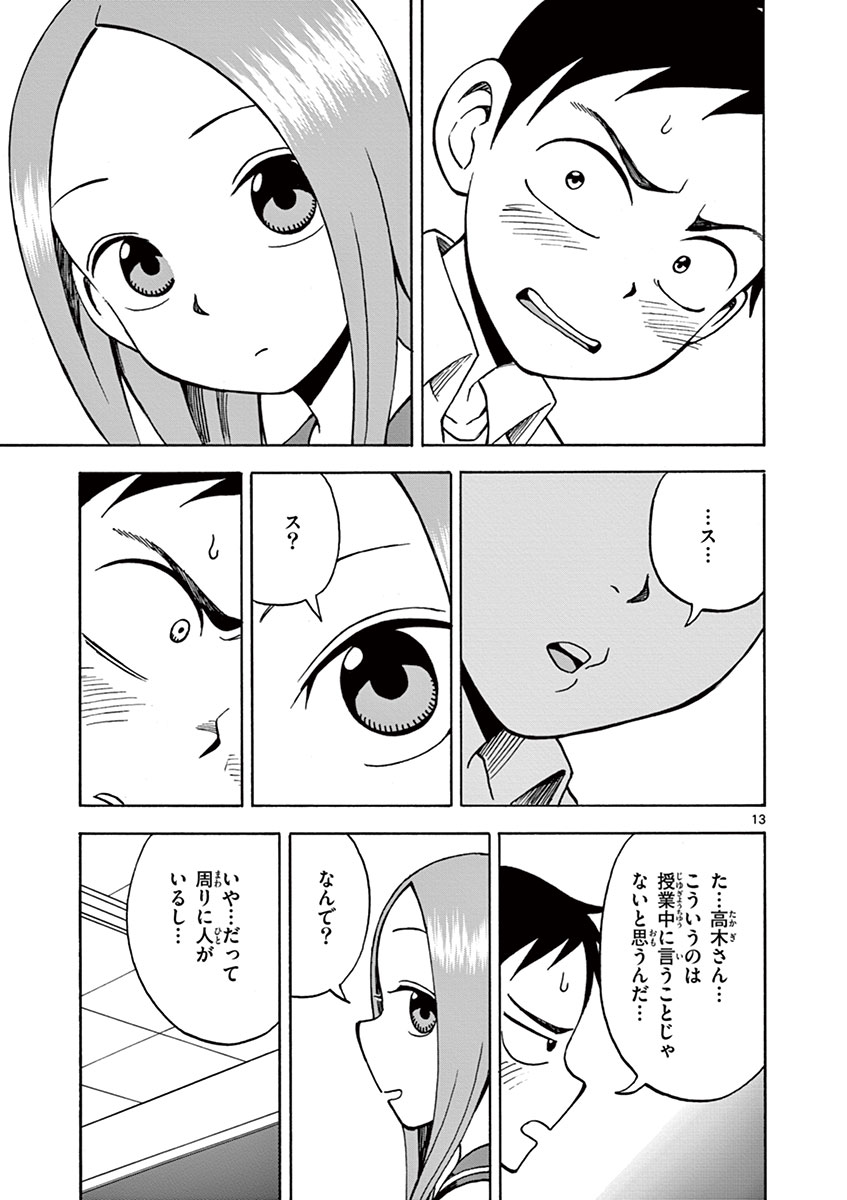 …ス…
ス?
13
た…高木さん…
こういうのは
授業中に言うことじゃ
ないと思うんだ…
なんで?
いや…だって
周りに人が
いるし…